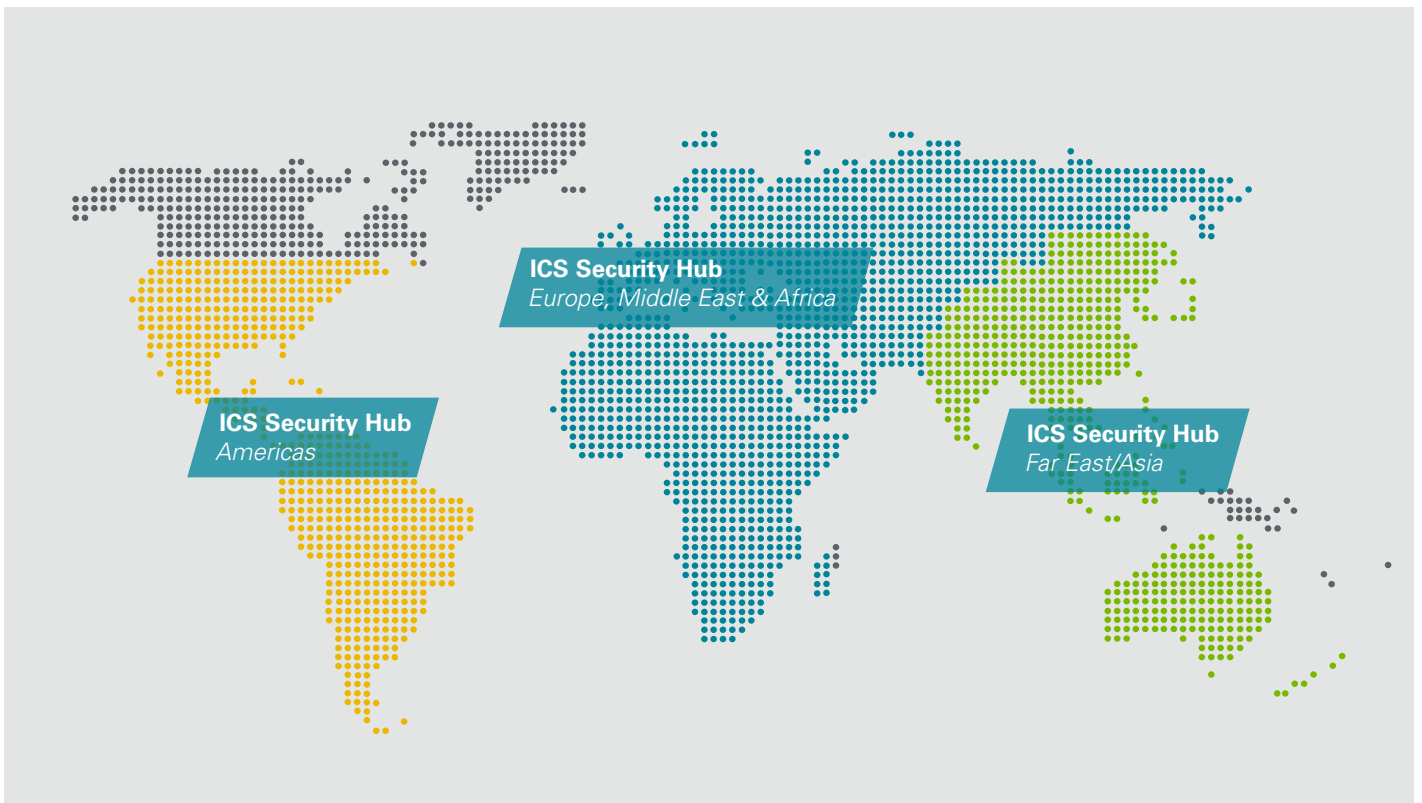 ICS Security Hub
Europe, Middle East & Africa
ICS Security Hub
Americas
ICS Security Hub
Far East/Asia